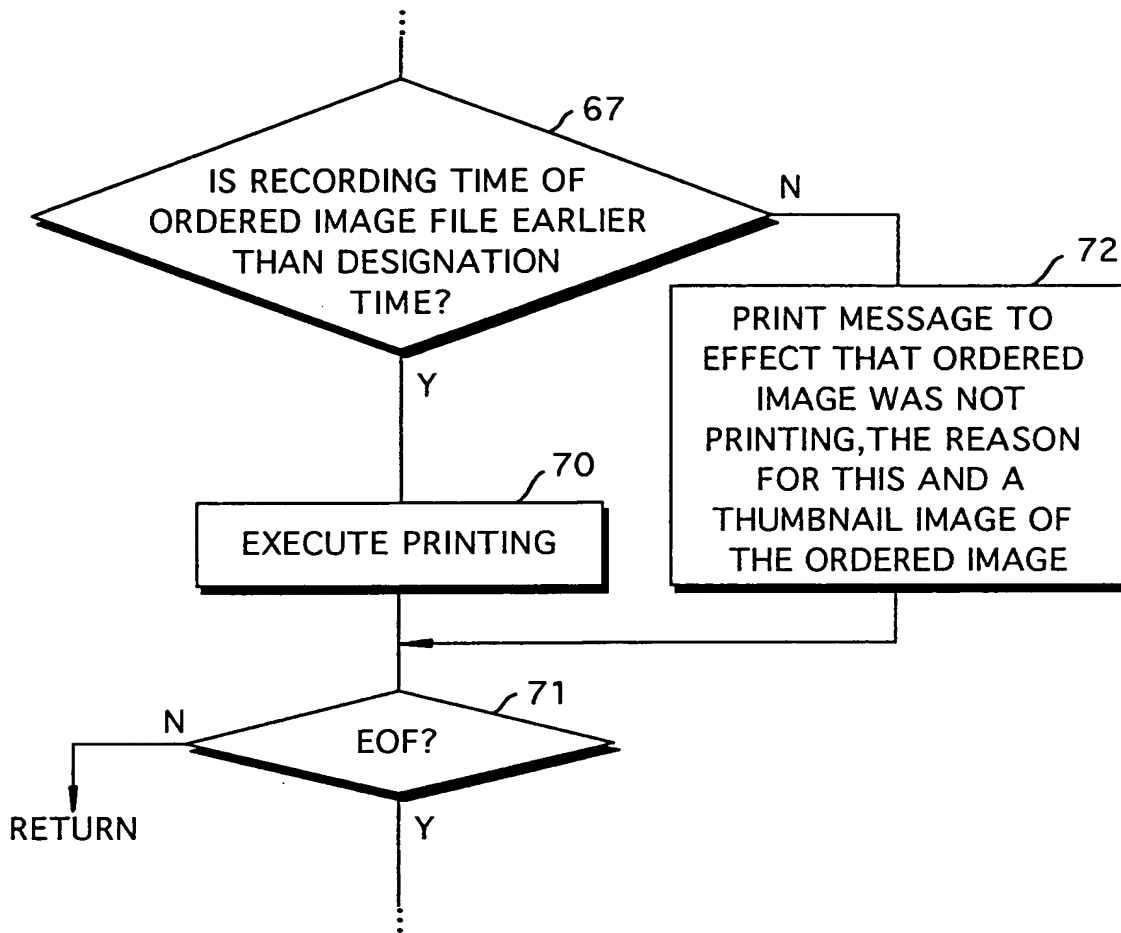 67
IS RECORDING TIME OF
ORDERED IMAGE FILE EARLIER
THAN DESIGNATION
TIME?
N
Y
72
PRINT MESSAGE TO
EFFECT THAT ORDERED
IMAGE WAS NOT
PRINTING,THE REASON
FOR THIS AND A
THUMBNAIL IMAGE OF
THE ORDERED IMAGE
70
EXECUTE PRINTING
71
EOF?
N
RETURN
Y